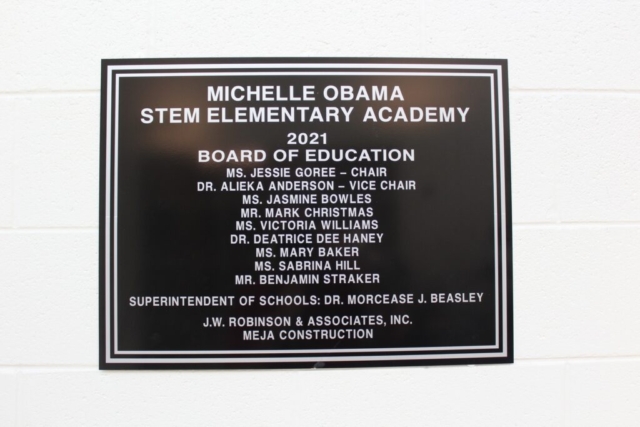 MICHELLE OBAMA
STEM ELEMENTARY ACADEMY
2021
BOARD OF EDUCATION
MS. JESSIE GOREE – CHAIR
DR. ALIEKA ANDERSON – VICE CHAIR
MS. JASMINE BOWLES
MR. MARK CHRISTMAS
MS. VICTORIA WILLIAMS
DR. DEATRICE DEE HANEY
MS. MARY BAKER
MS. SABRINA HILL
MR. BENJAMIN STRAKER
SUPERINTENDENT OF SCHOOLS: DR. MORCEASE J. BEASLEY
J.W. ROBINSON & ASSOCIATES, INC.
MEJA CONSTRUCTION